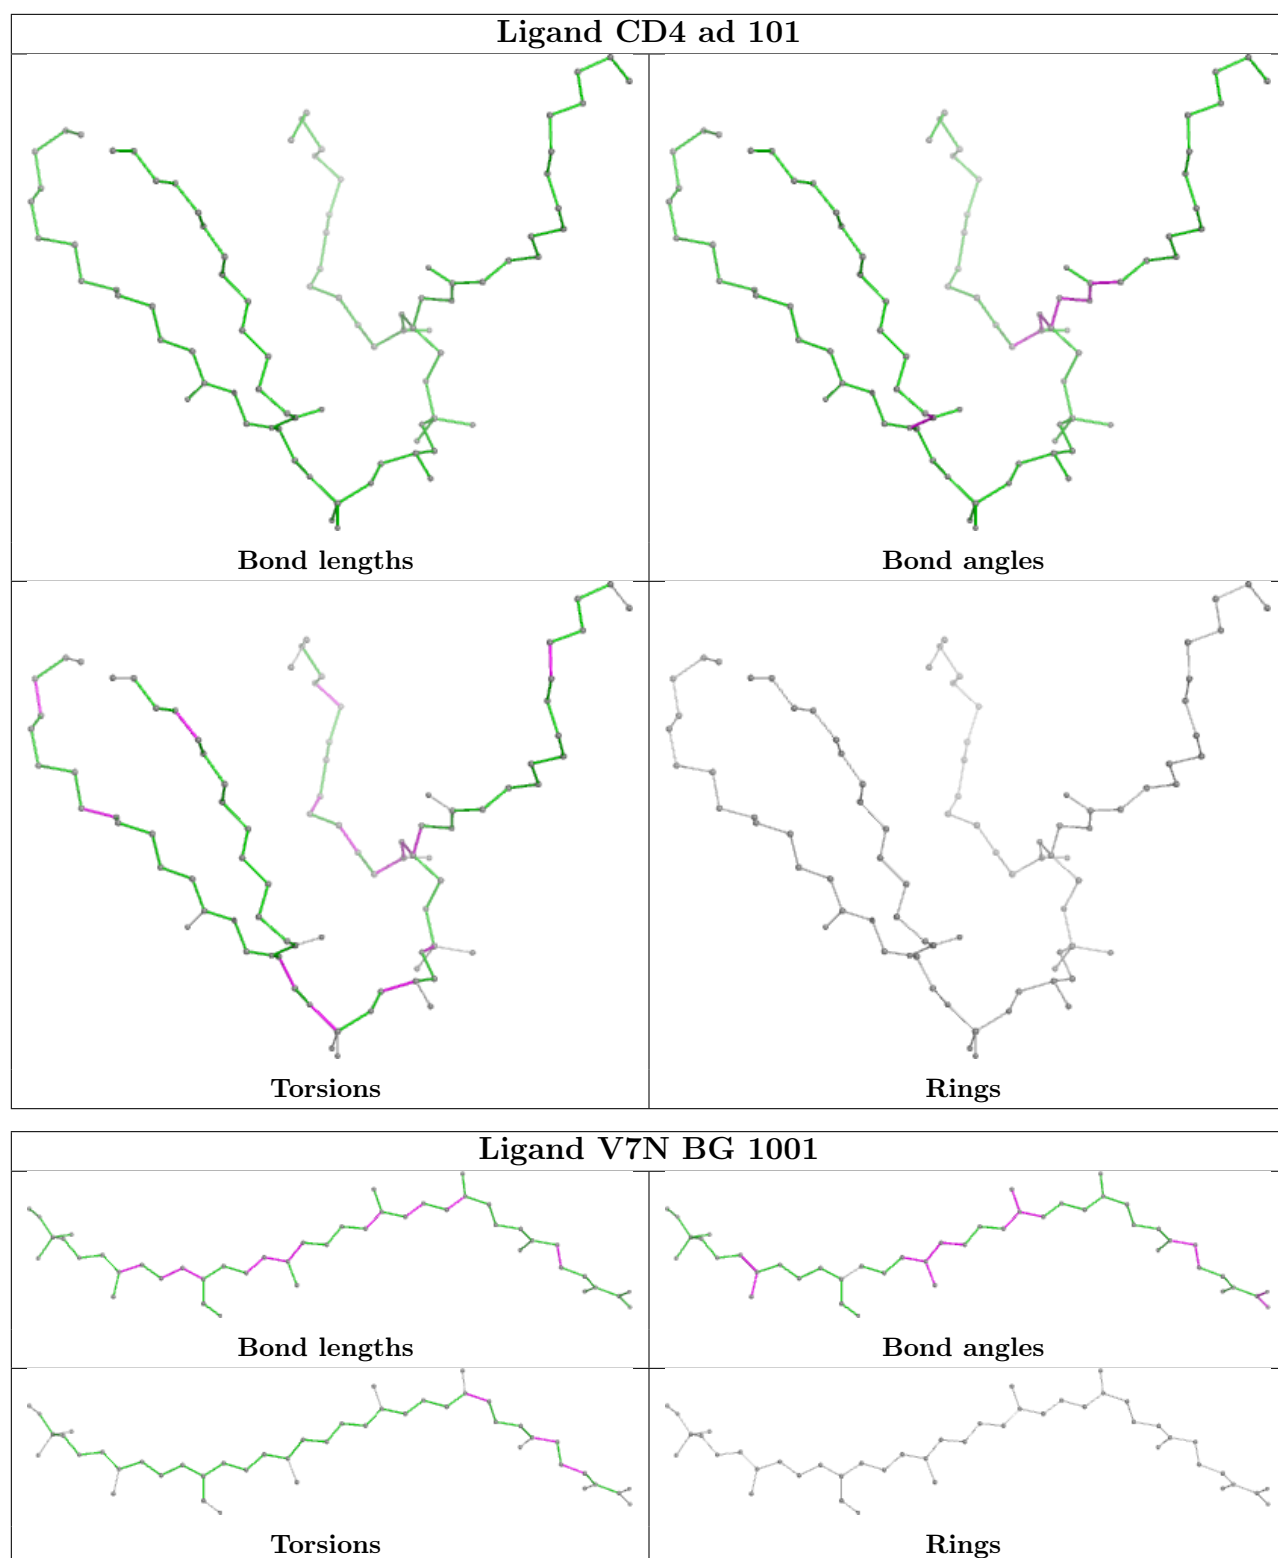 Ligand CD4 ad 101
Bond lengths
Bond angles
Torsions
Rings
Ligand V7N BG 1001
Bond lengths
Bond angles
Torsions
Rings